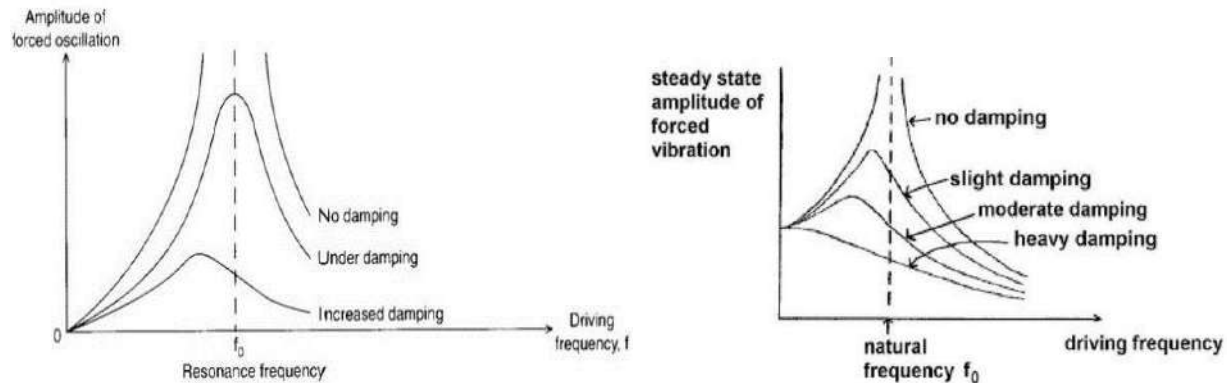 Amplitude of
forced oscillation
No damping
Under damping
Increased damping
0
f₀
Resonance frequency
Driving
frequency, f
steady state
amplitude of
forced
vibration
no damping
slight damping
moderate damping
heavy damping
natural
frequency f₀
driving frequency